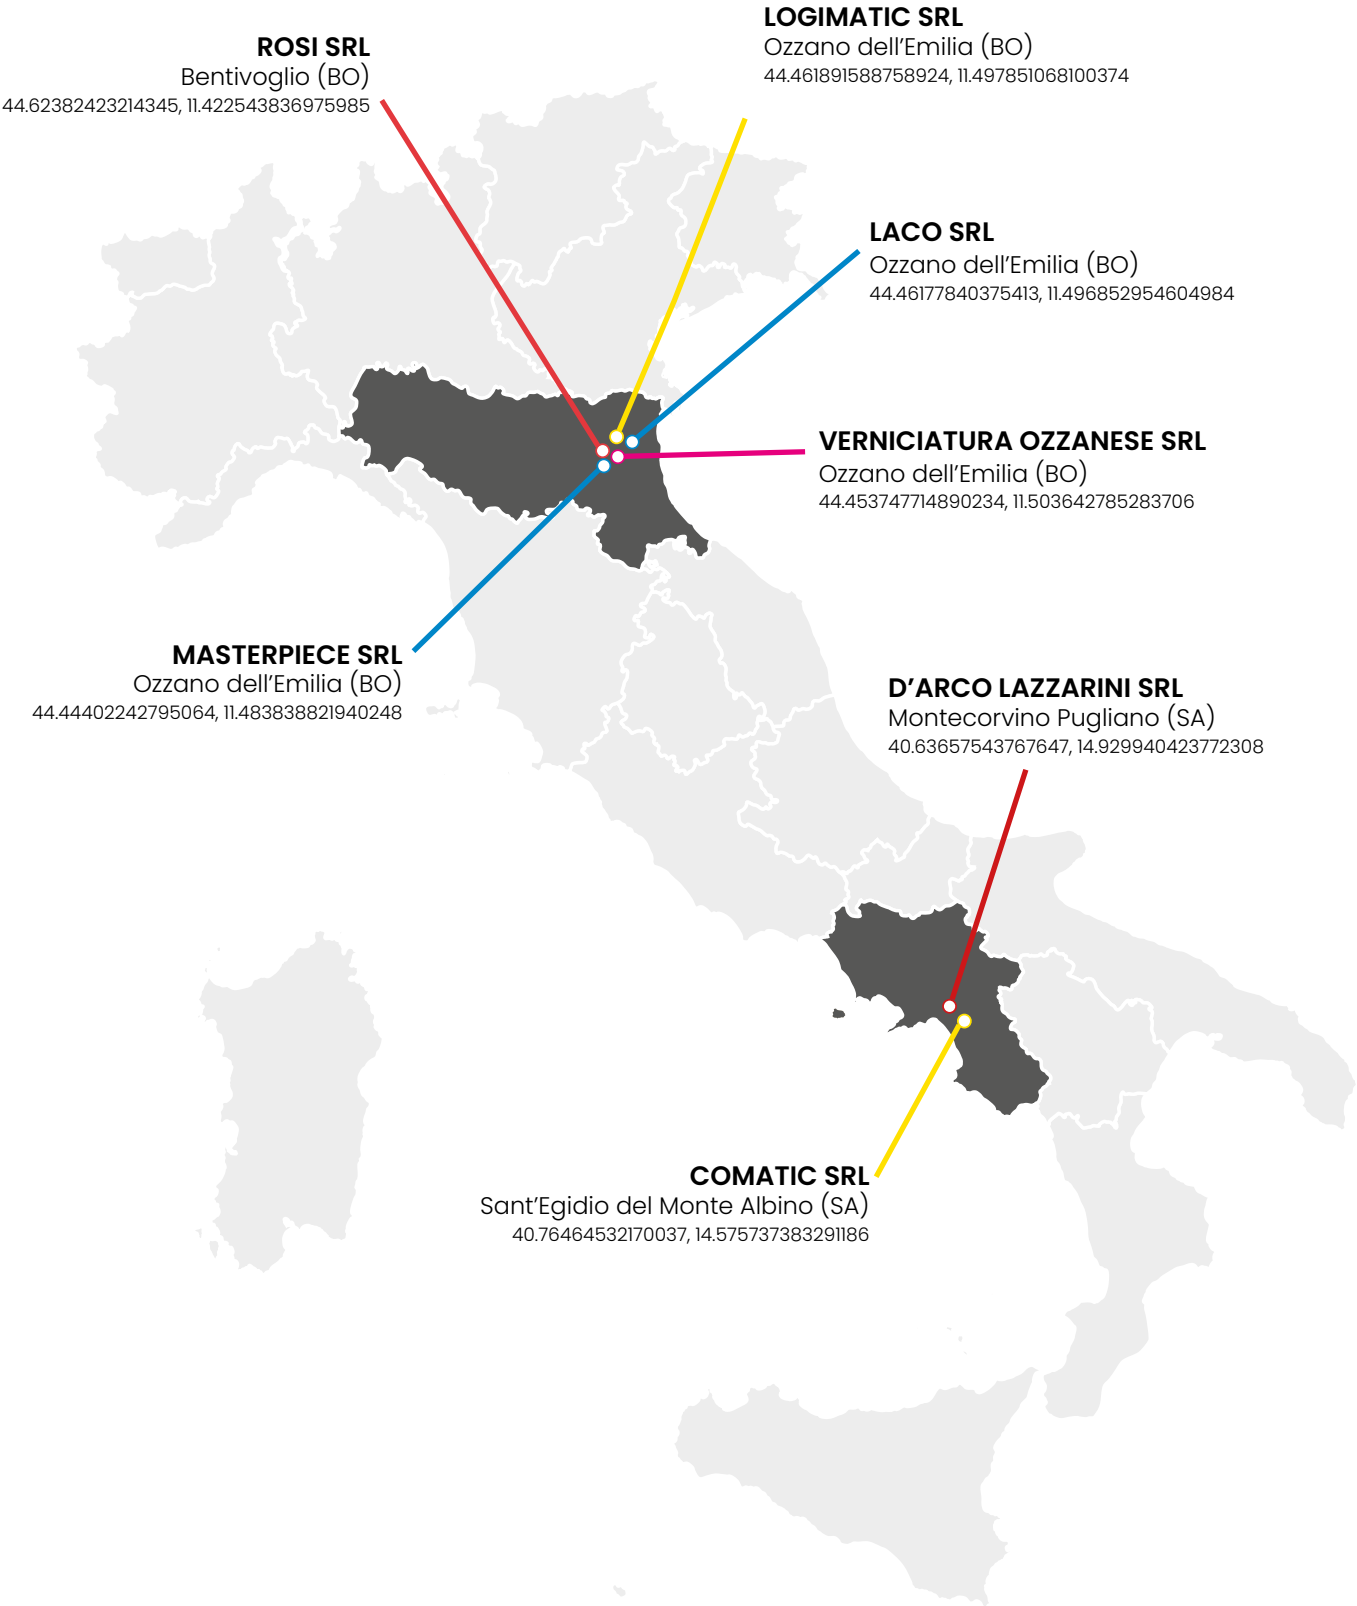 LOGIMATIC SRL
Ozzano dell'Emilia (BO)
44.461891588758924, 11.497851068100374
ROSI SRL
Bentivoglio (BO)
44.62382423214345, 11.422543836975985
LACO SRL
Ozzano dell'Emilia (BO)
44.46177840375413, 11.496852954604984
VERNICIATURA OZZANESE SRL
Ozzano dell'Emilia (BO)
44.453747714890234, 11.503642785283706
MASTERPIECE SRL
Ozzano dell'Emilia (BO)
44.44402242795064, 11.483838821940248
D'ARCO LAZZARINI SRL
Montecorvino Pugliano (SA)
40.63657543767647, 14.929940423772308
COMATIC SRL
Sant'Egidio del Monte Albino (SA)
40.76464532170037, 14.575737383291186